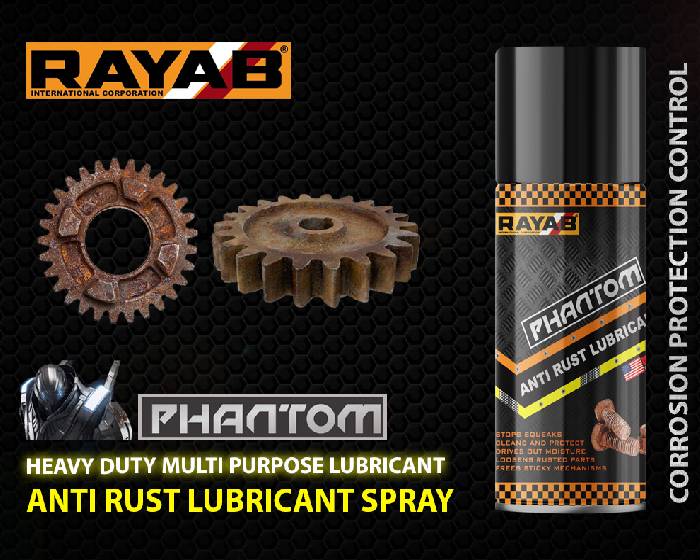 RAYAB®
INTERNATIONAL CORPORATION
PHANTOM
HEAVY DUTY MULTI PURPOSE LUBRICANT
ANTI RUST LUBRICANT SPRAY
RAYAB
PHANTOM
ANTI RUST LUBRICA
STOPS SQUEAKS
CLEANS AND PROTECT
DRIVES OUT MOISTURE
LOOSENS RUSTED PARTS
FREES STICKY MECHANISMS
CORROSION PROTECTION CONTROL